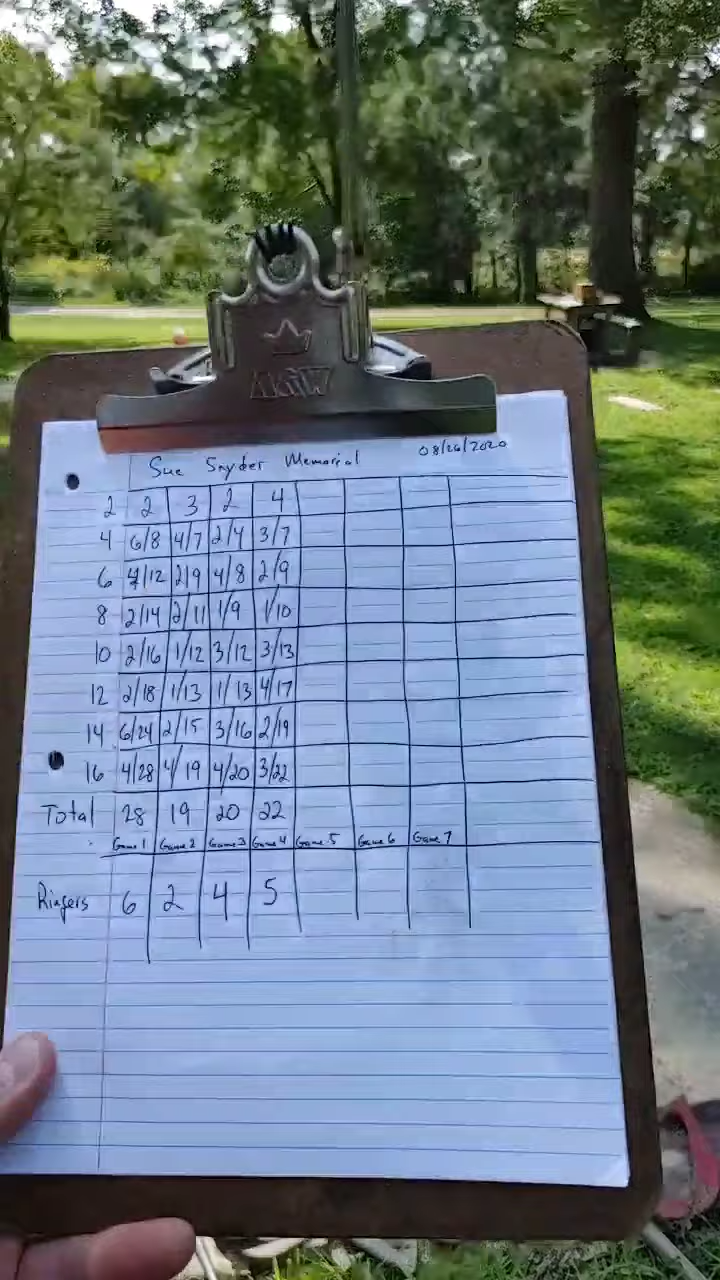 Sue Snyder Memorial 08/26/2020
2 2 3 2 4
4 6/8 4/7 2/4 3/7
6 4/12 2/9 4/8 2/9
8 2/14 2/11 1/9 1/10
10 2/16 1/12 3/12 3/13
12 2/18 1/13 1/13 4/17
14 6/24 2/15 3/16 2/19
16 4/28 4/19 4/20 3/22
Total 28 19 20 22
Game 1 Game 2 Game 3 Game 4 Game 5 Game 6 Game 7
Ringers 6 2 4 5